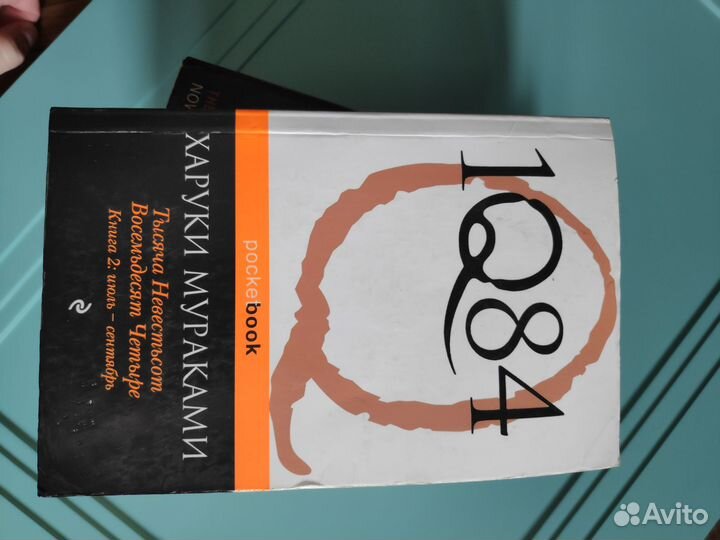 1Q84
pocketbook
ХАРУКИ МУРАКАМИ
Тысяча Невестьсот
Восемьдесят Четыре
Книга 2: июль – сентябрь
Avito